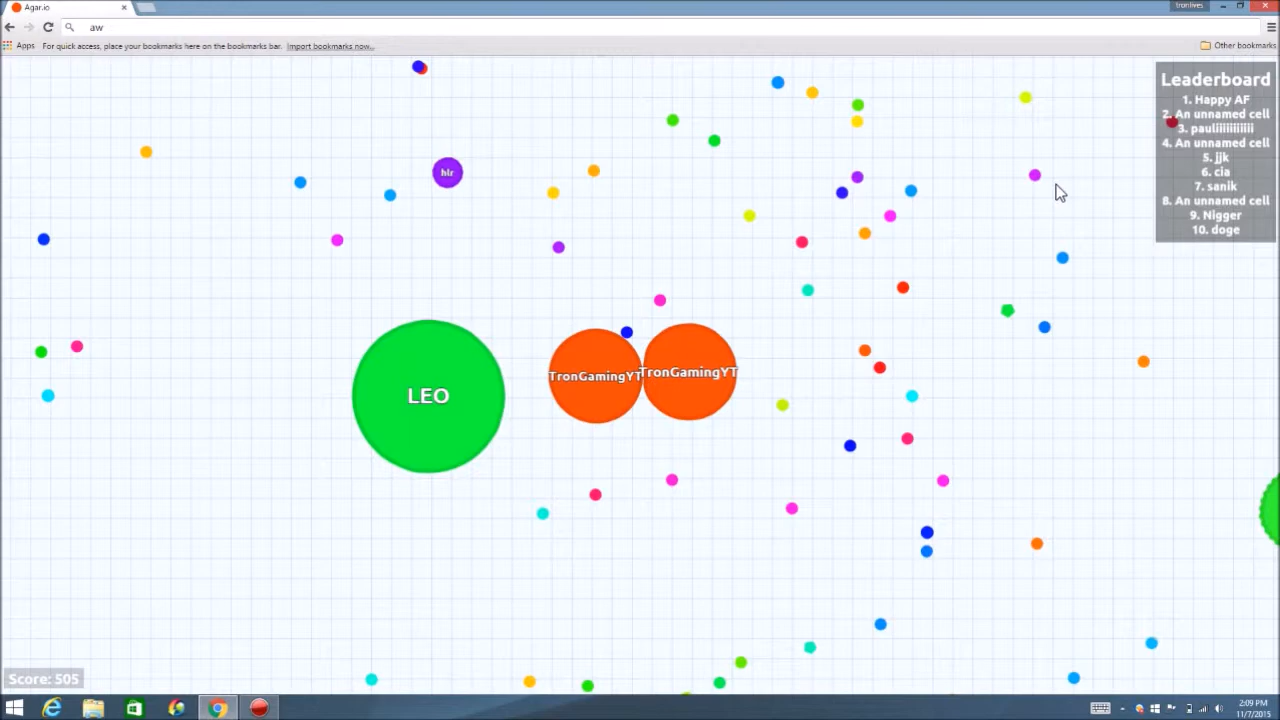 Agar.io
tronlives
aw
Apps For quick access, place your bookmarks here on the bookmarks bar. Import bookmarks now... Other bookmarks
Leaderboard
1. Happy AF
2. An unnamed cell
3. pauliiiiiiiiiii
4. An unnamed cell
5. jjk
6. cia
7. sanik
8. An unnamed cell
9. Nigger
10. doge
hlr
LEO
TronGamingYT
TronGamingYT
Score: 505
2:09 PM
11/7/2015